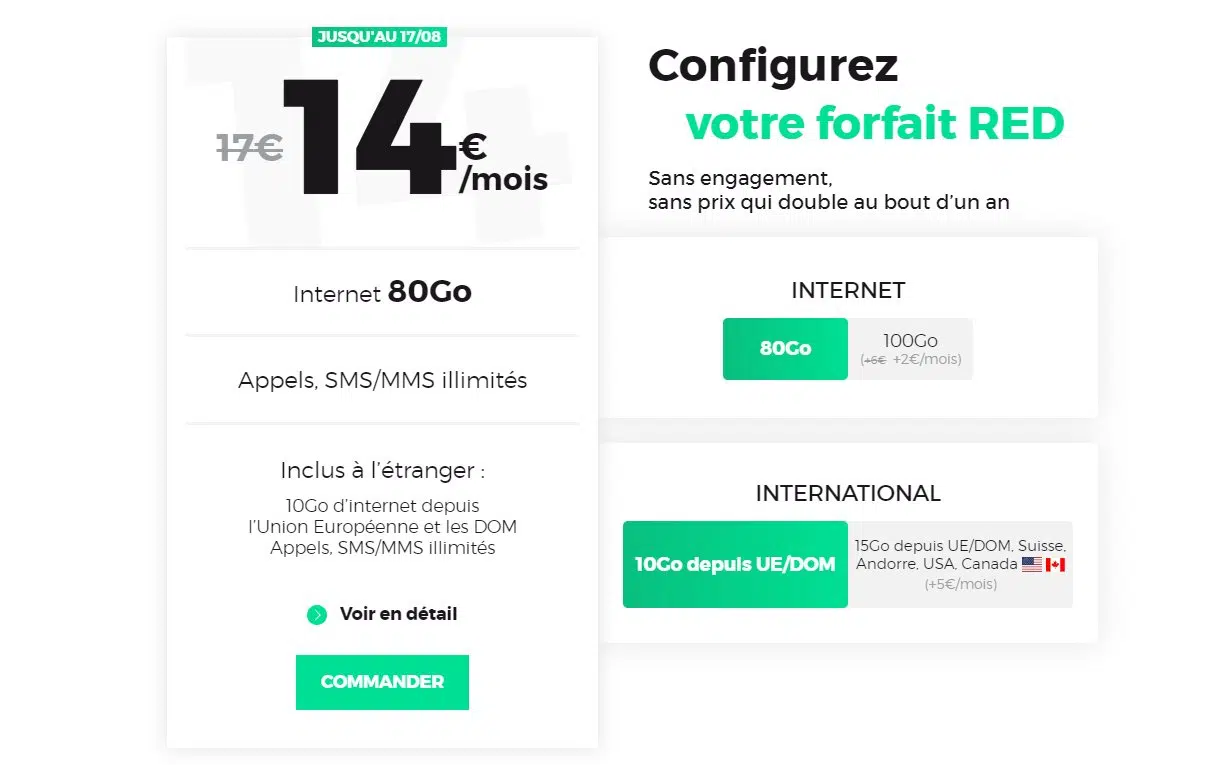 JUSQU'AU 17/08
17€
14€
/mois
Internet 80Go
Appels, SMS/MMS illimités
Inclus à l'étranger :
10Go d'internet depuis
l'Union Européenne et les DOM
Appels, SMS/MMS illimités
Voir en détail
COMMANDER
Configurez
votre forfait RED
Sans engagement,
sans prix qui double au bout d'un an
INTERNET
80Go
100Go
(+6€ +2€/mois)
INTERNATIONAL
10Go depuis UE/DOM
15Go depuis UE/DOM, Suisse,
Andorre, USA, Canada
(+5€/mois)